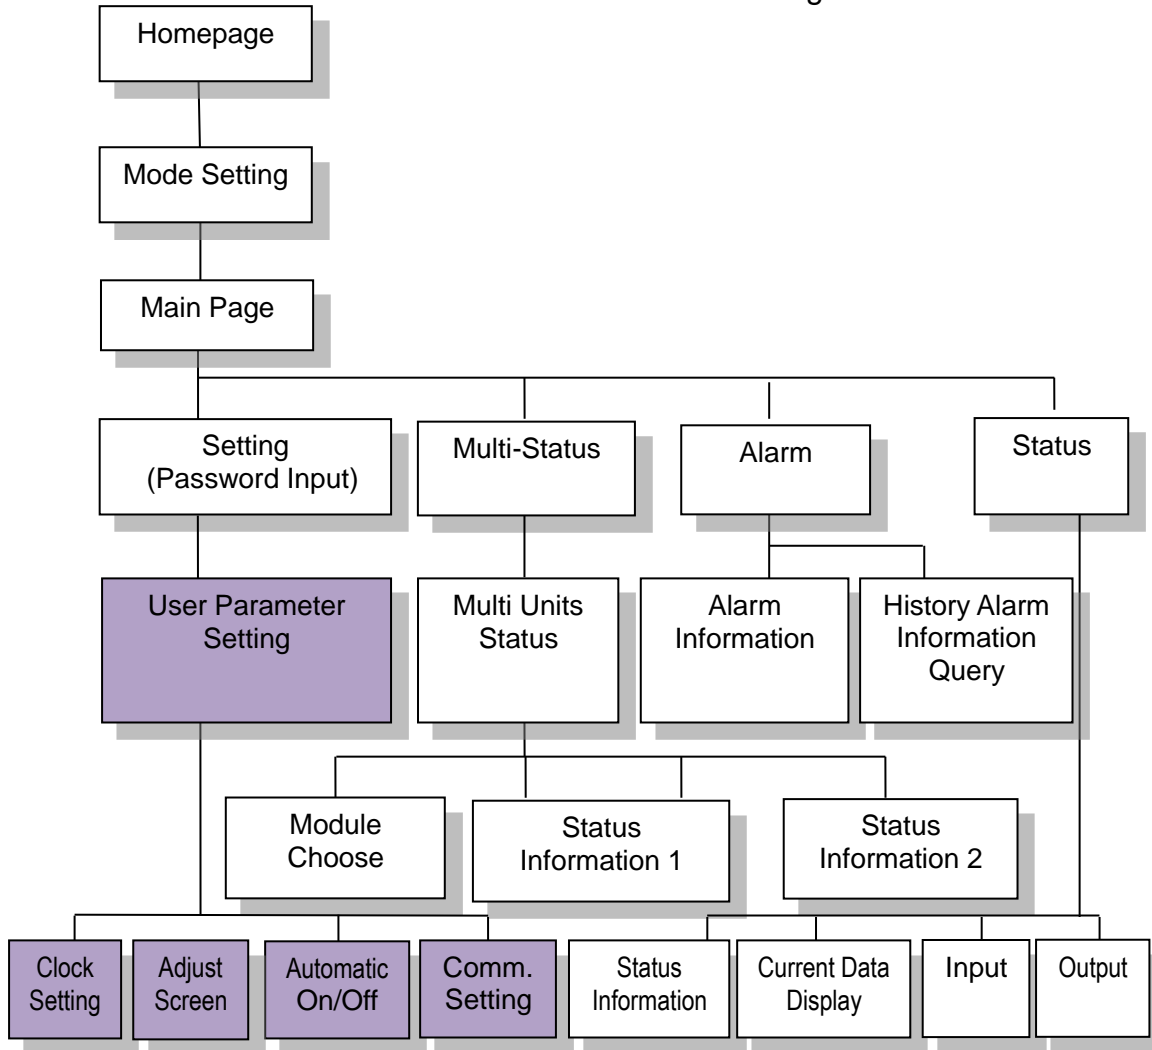 Homepage
Mode Setting
Main Page
Setting
(Password Input)
Multi-Status
Alarm
Status
User Parameter
Setting
Multi Units
Status
Alarm
Information
History Alarm
Information
Query
Module
Choose
Status
Information 1
Status
Information 2
Clock
Setting
Adjust
Screen
Automatic
On/Off
Comm.
Setting
Status
Information
Current Data
Display
Input
Output